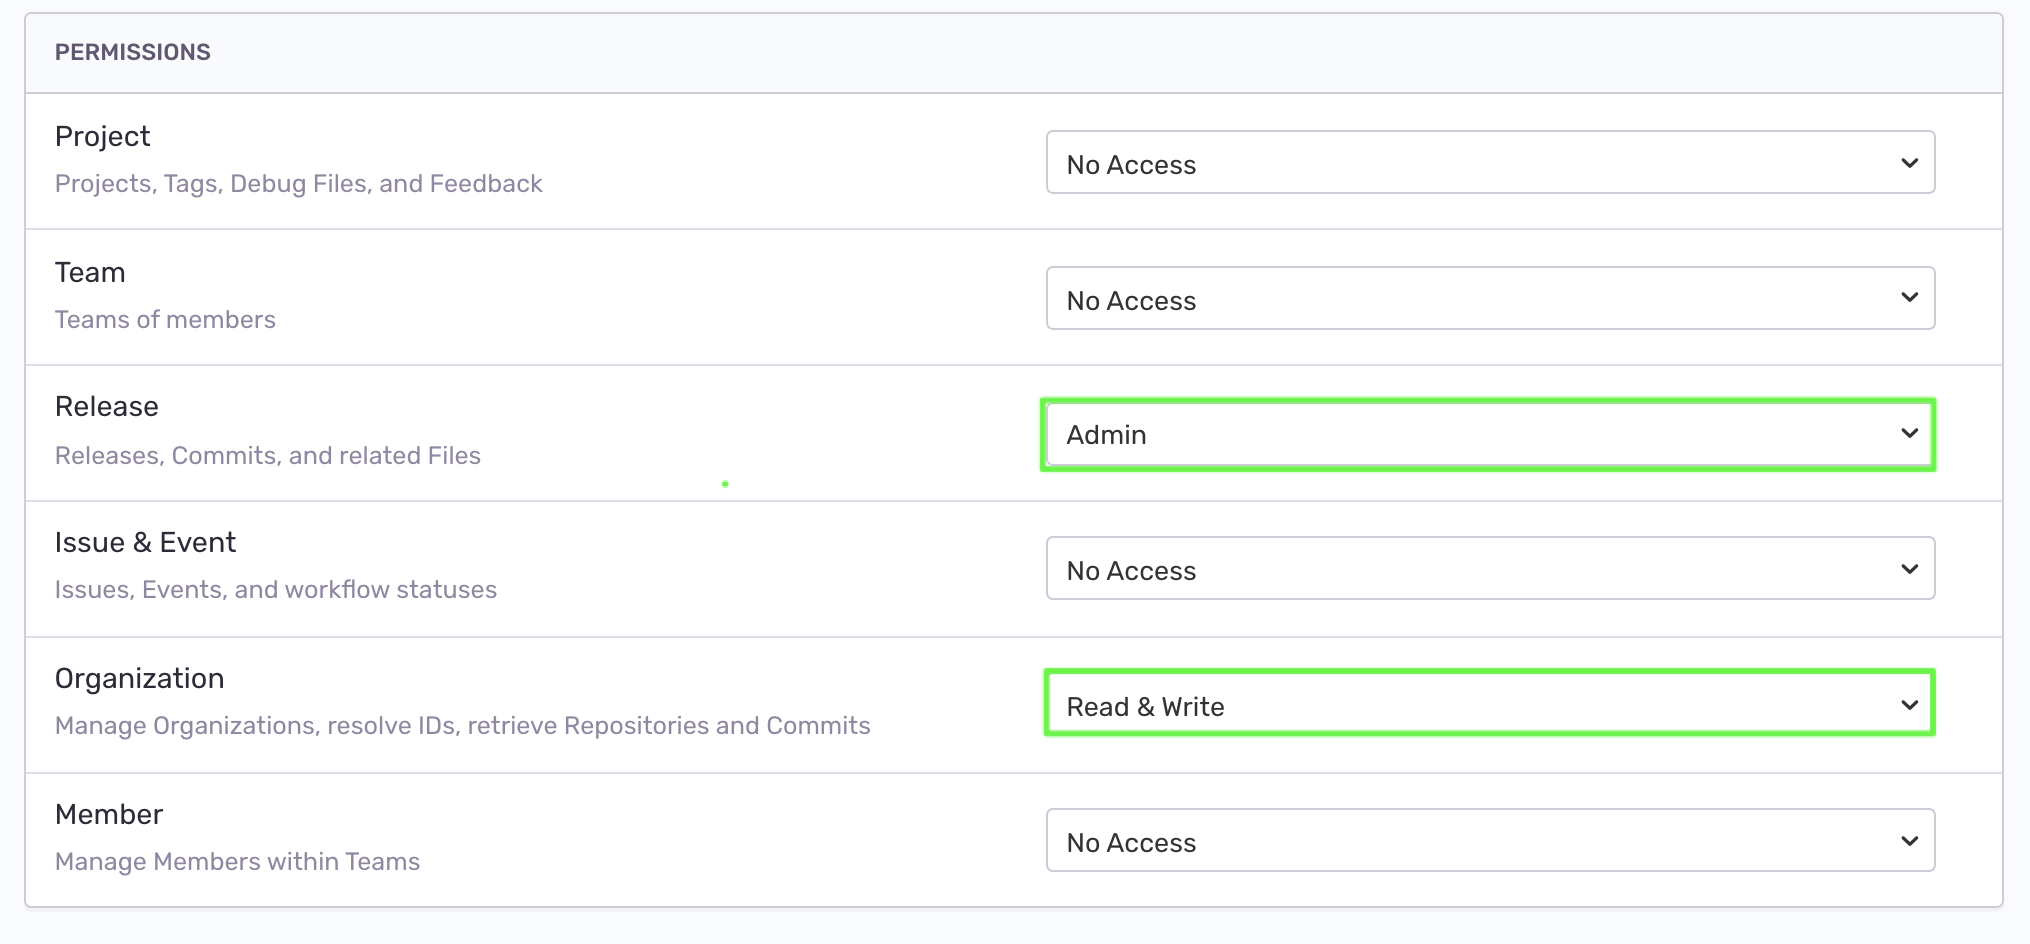 PERMISSIONS
Project
Projects, Tags, Debug Files, and Feedback
No Access
Team
Teams of members
No Access
Release
Releases, Commits, and related Files
Admin
Issue & Event
Issues, Events, and workflow statuses
No Access
Organization
Manage Organizations, resolve IDs, retrieve Repositories and Commits
Read & Write
Member
Manage Members within Teams
No Access